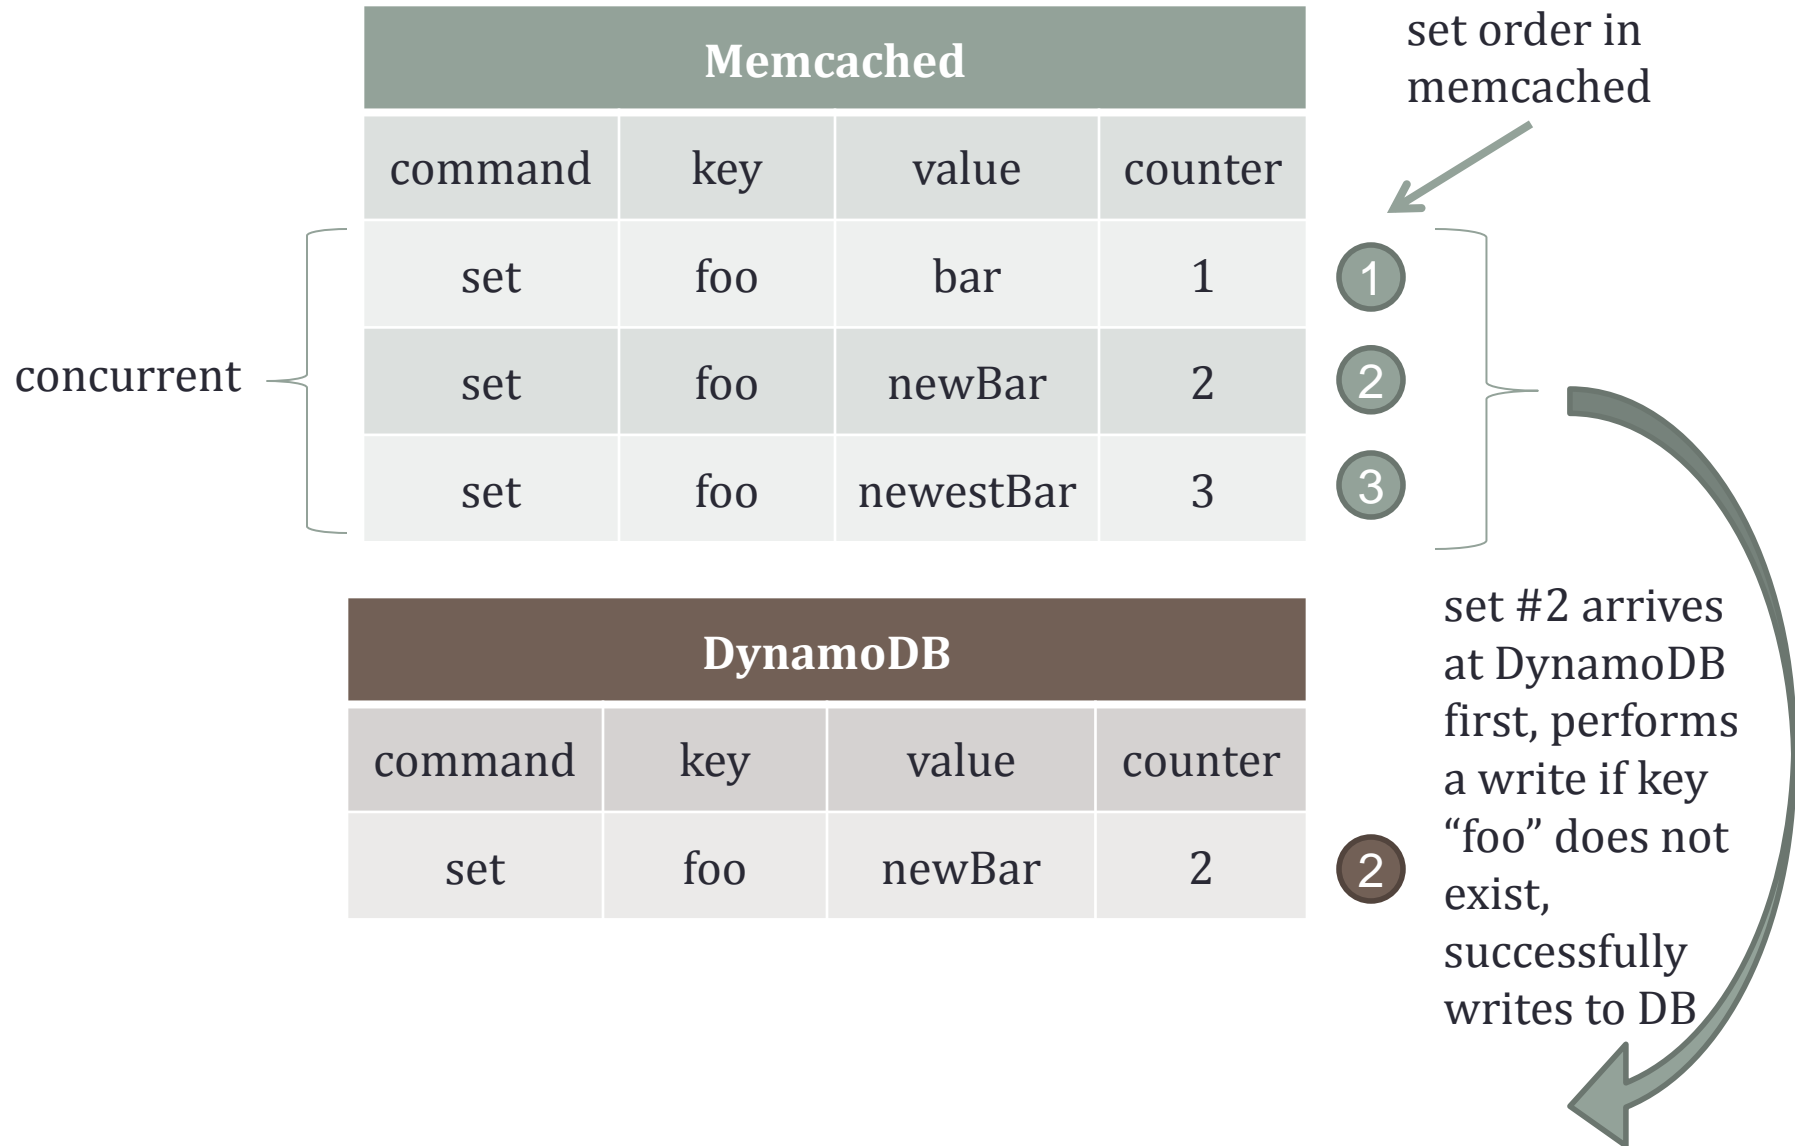 Memcached
set order in
memcached
command key value counter
set foo bar 1
1
concurrent
set foo newBar 2
2
set foo newestBar 3
3
DynamoDB
command key value counter
set foo newBar 2
2
set #2 arrives
at DynamoDB
first, performs
a write if key
“foo” does not
exist,
successfully
writes to DB